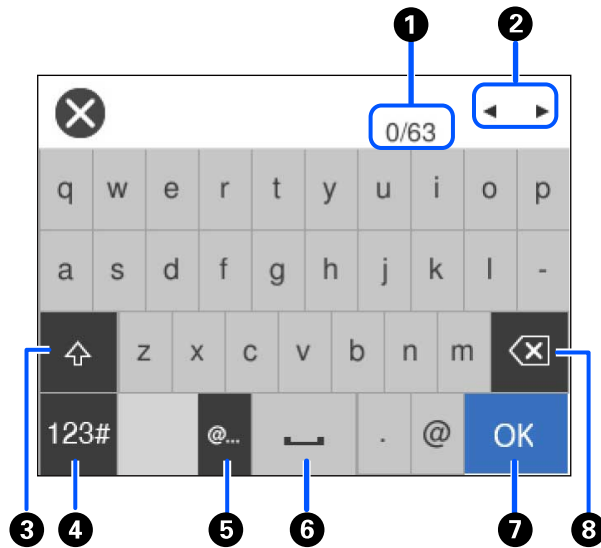 1 2
0/63
q w e r t y u i o p
a s d f g h j k l -
z x c v b n m
123# @... . @ OK
3 4 5 6 7 8